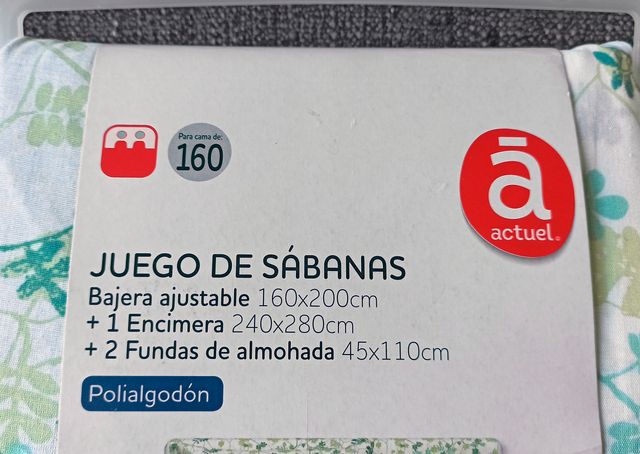 Para cama de:
160
ā
actuel
JUEGO DE SÁBANAS
Bajera ajustable 160x200cm
+ 1 Encimera 240x280cm
+ 2 Fundas de almohada 45x110cm
Polialgodón